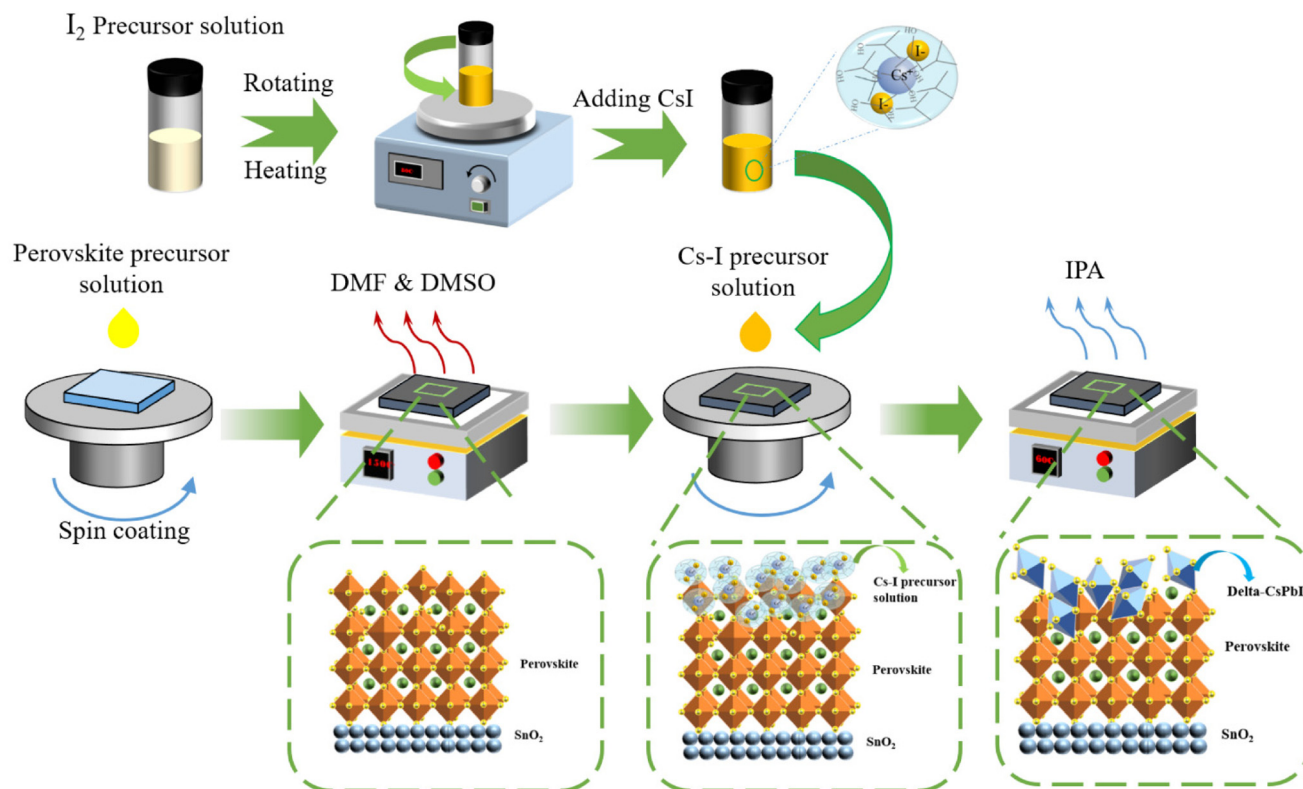 I₂ Precursor solution
Rotating
Heating
Adding CsI
HO
I-
Cs⁺
I-
Perovskite precursor
solution
DMF & DMSO
Cs-I precursor
solution
IPA
Spin coating
Cs-I precursor
solution
Perovskite
SnO₂
Perovskite
SnO₂
Delta-CsPbI
Perovskite
SnO₂